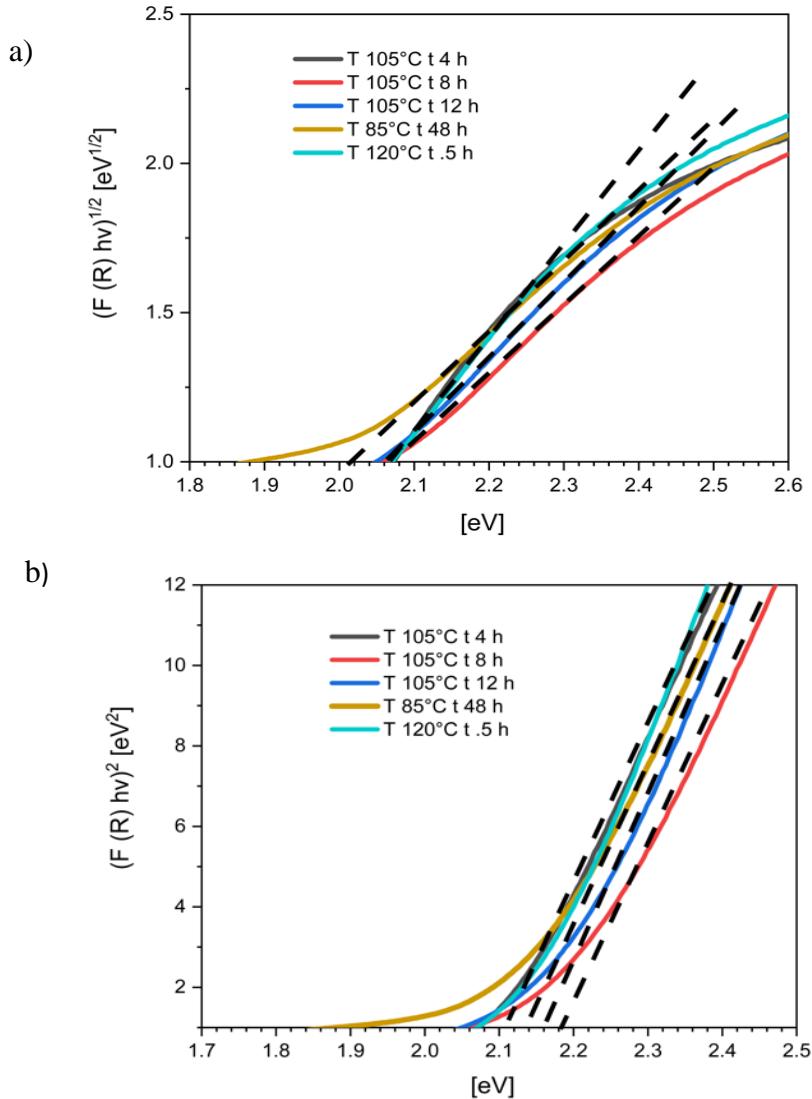 a)
2.5
2.0
1.5
1.0
(F (R) hv)^1/2 [eV^1/2]
T 105°C t 4 h
T 105°C t 8 h
T 105°C t 12 h
T 85°C t 48 h
T 120°C t .5 h
1.8 1.9 2.0 2.1 2.2 2.3 2.4 2.5 2.6
[eV]
b)
12
10
8
6
4
2
(F (R) hv)^2 [eV^2]
T 105°C t 4 h
T 105°C t 8 h
T 105°C t 12 h
T 85°C t 48 h
T 120°C t .5 h
1.7 1.8 1.9 2.0 2.1 2.2 2.3 2.4 2.5
[eV]